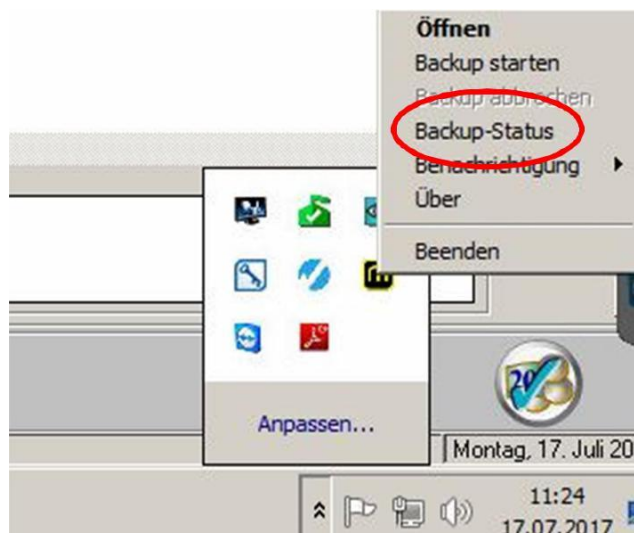 Öffnen
Backup starten
Backup abbrechen
Backup-Status
Benachrichtigung
Über
Beenden
Anpassen...
20
Montag, 17. Juli 20
11:24
17.07.2017